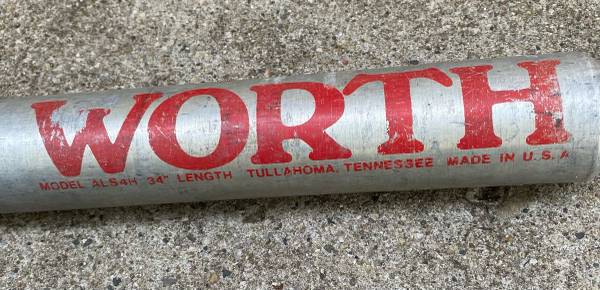 WORTH
MODEL ALS4H 34" LENGTH TULLAHOMA, TENNESSEE MADE IN U.S.A